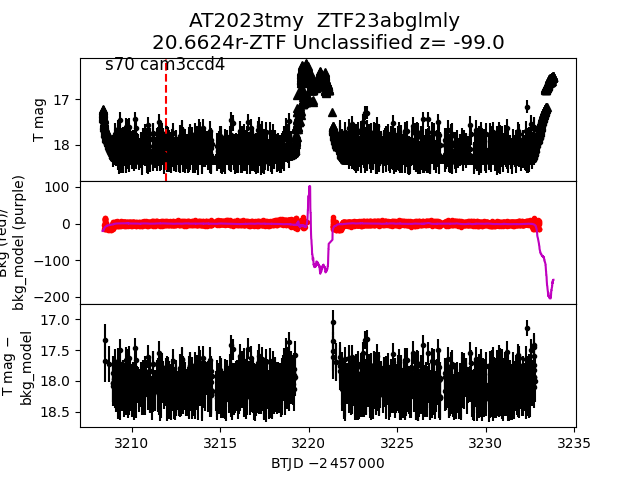 AT2023tmy  ZTF23abglmly
20.6624r-ZTF Unclassified z= -99.0
s70 cam3ccd4
T mag
17
18
Bkg (red)/
bkg_model (purple)
100
0
−100
−200
T mag −
bkg_model
17.0
17.5
18.0
18.5
3210 3215 3220 3225 3230 3235
BTJD −2 457 000